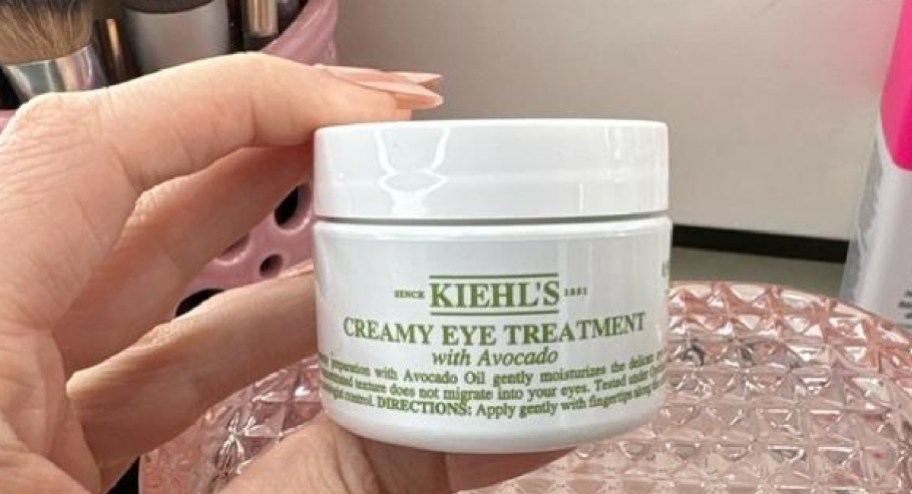 SINCE KIEHL'S 1851
CREAMY EYE TREATMENT
with Avocado
preparation with Avocado Oil gently moisturizes the delicate
texture does not migrate into your eyes. Tested under
control. DIRECTIONS: Apply gently with fingertips taking